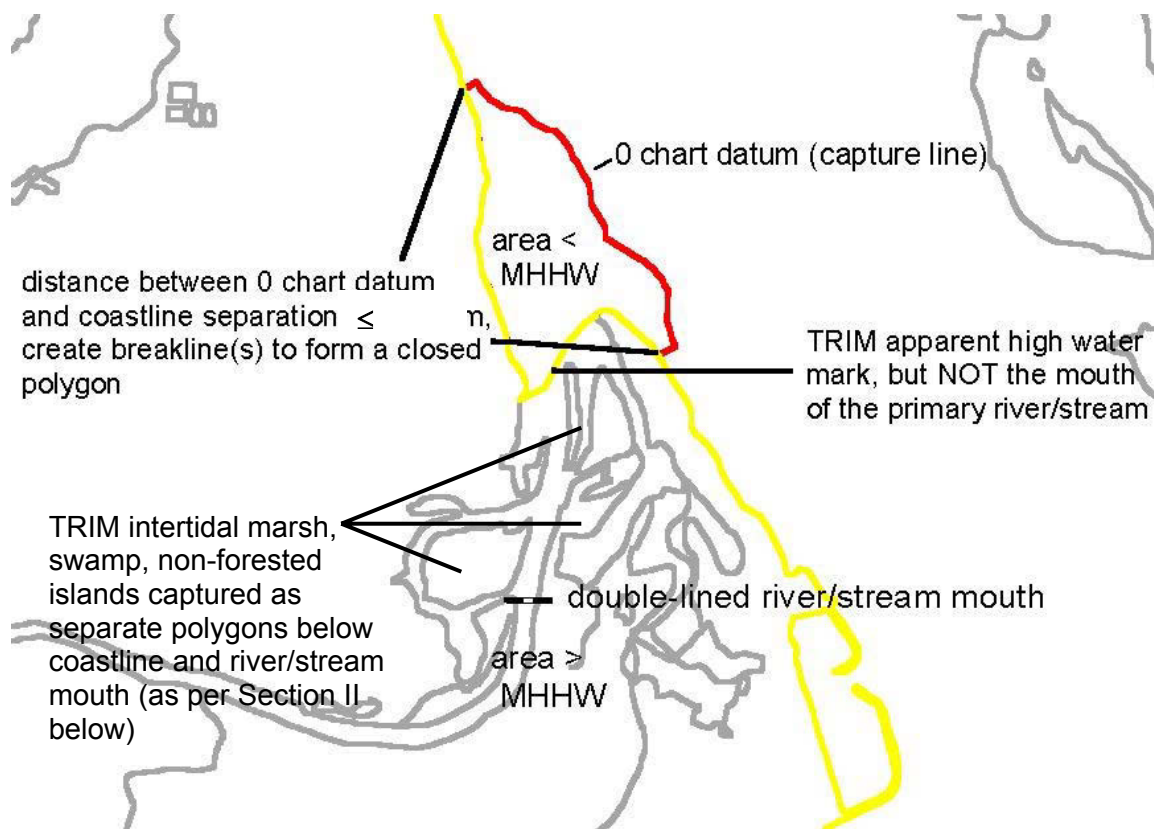 0 chart datum (capture line)
area <
MHHW
distance between 0 chart datum
and coastline separation ≤ m,
create breakline(s) to form a closed
polygon
TRIM apparent high water
mark, but NOT the mouth
of the primary river/stream
TRIM intertidal marsh,
swamp, non-forested
islands captured as
separate polygons below
coastline and river/stream
mouth (as per Section II
below)
double-lined river/stream mouth
area >
MHHW